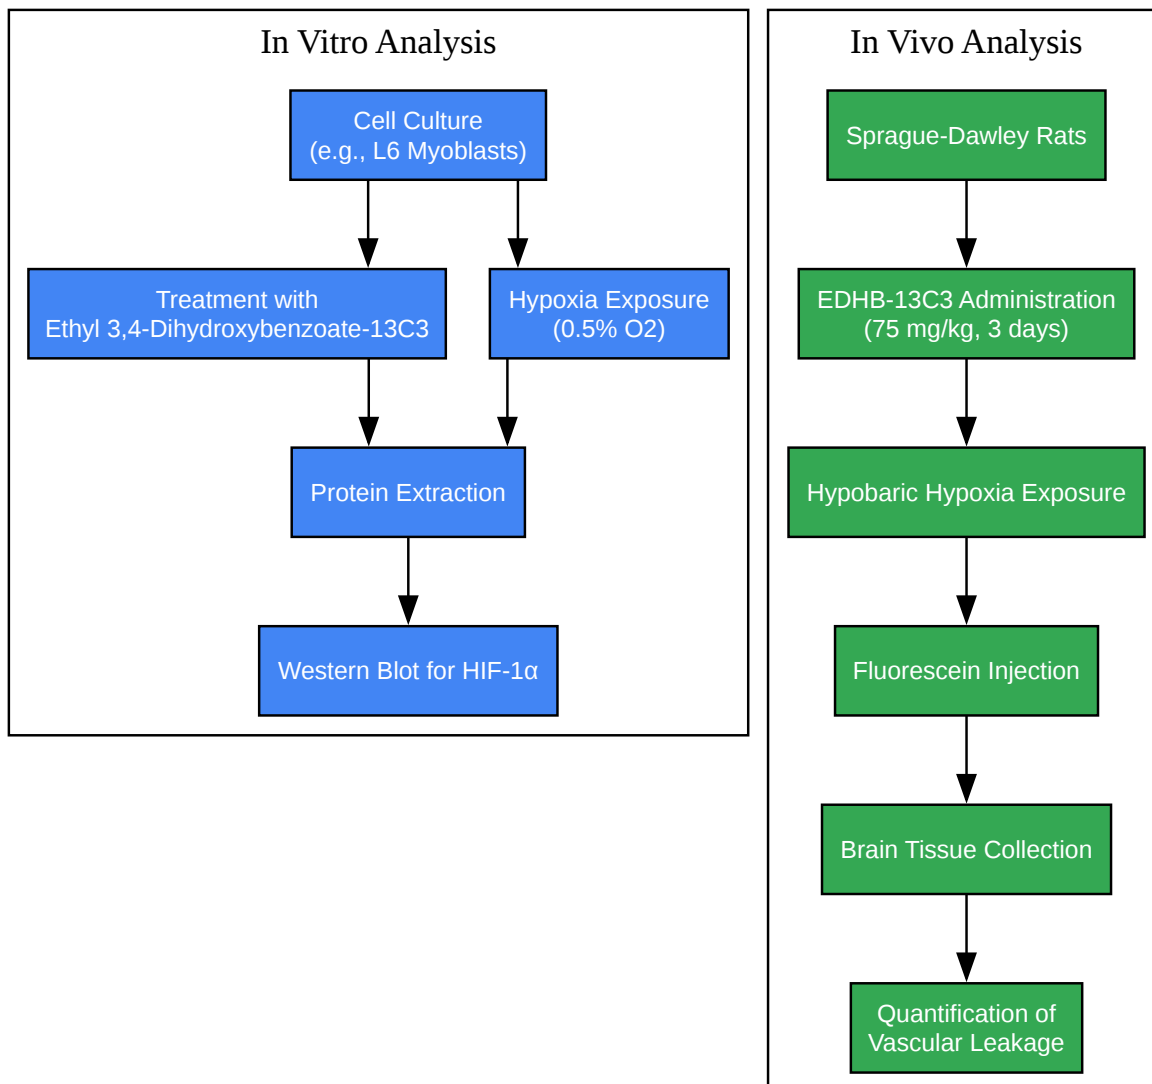 In Vitro Analysis
Cell Culture
(e.g., L6 Myoblasts)
Treatment with
Ethyl 3,4-Dihydroxybenzoate-13C3
Hypoxia Exposure
(0.5% O2)
Protein Extraction
Western Blot for HIF-1α
In Vivo Analysis
Sprague-Dawley Rats
EDHB-13C3 Administration
(75 mg/kg, 3 days)
Hypobaric Hypoxia Exposure
Fluorescein Injection
Brain Tissue Collection
Quantification of
Vascular Leakage